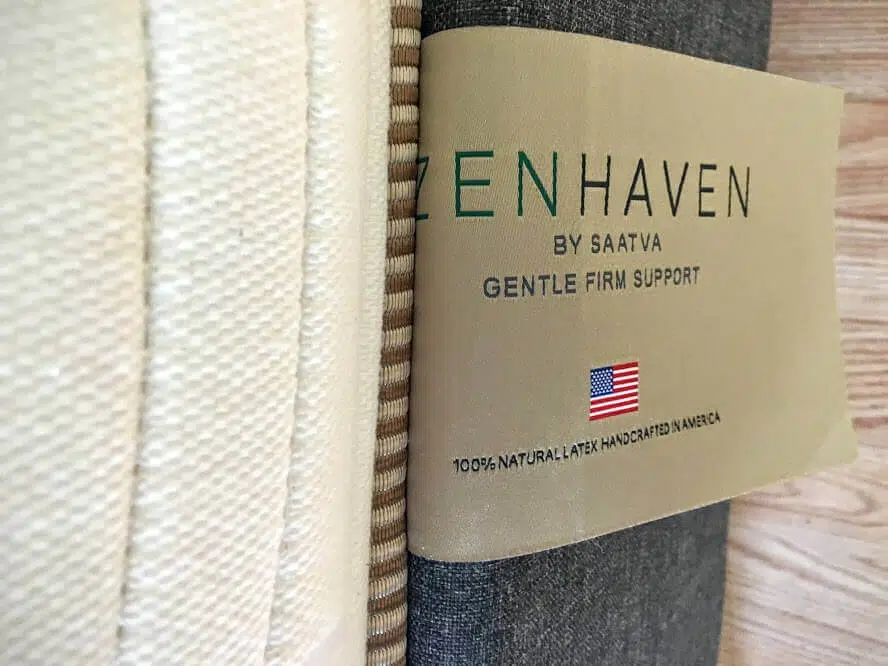 ZENHAVEN
BY SAATVA
GENTLE FIRM SUPPORT
100% NATURAL LATEX HANDCRAFTED IN AMERICA